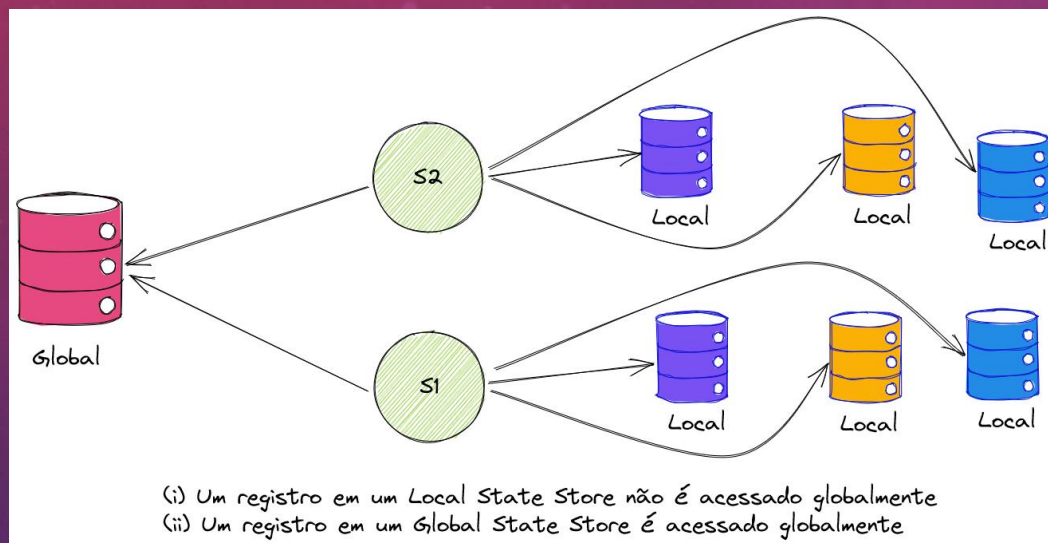 S2
Local
Local
Local
Global
S1
Local
Local
Local
(i) Um registro em um Local State Store não é acessado globalmente
(ii) Um registro em um Global State Store é acessado globalmente